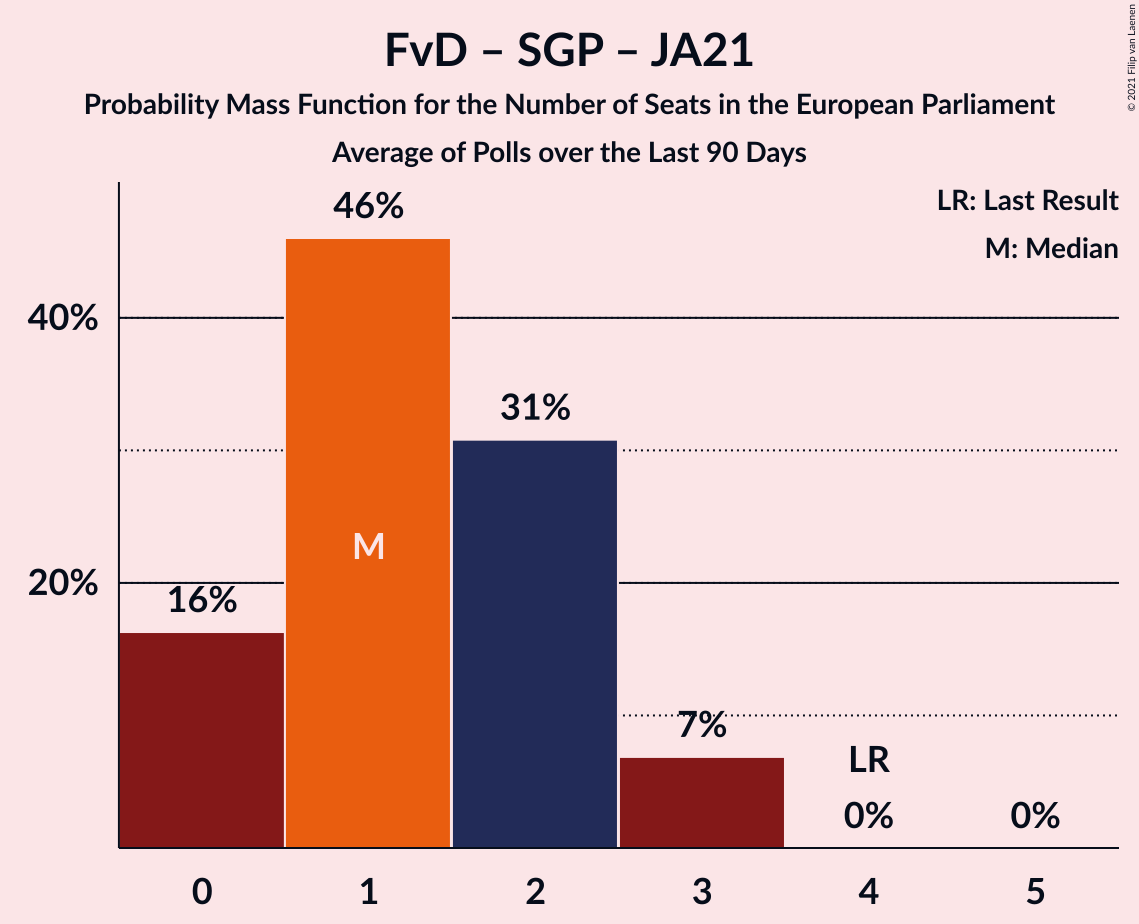 FvD – SGP – JA21
Probability Mass Function for the Number of Seats in the European Parliament
Average of Polls over the Last 90 Days
© 2021 Filip van Laenen
LR: Last Result
M: Median
46%
40%
31%
M
20%
16%
7%
LR
0%
0%
0
1
2
3
4
5